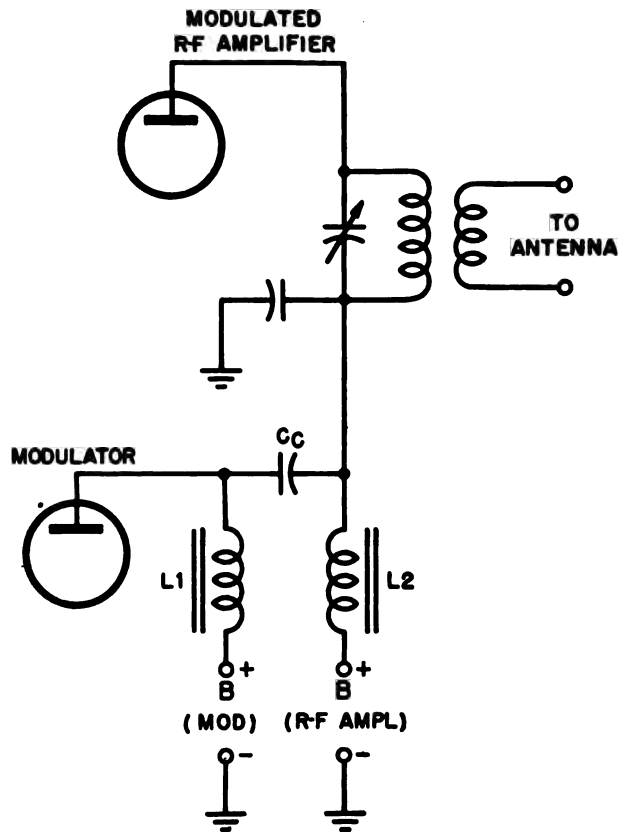 MODULATED
R-F AMPLIFIER
TO
ANTENNA
CC
MODULATOR
L1
L2
+
+
B
B
(MOD)
(R-F AMPL)
-
-